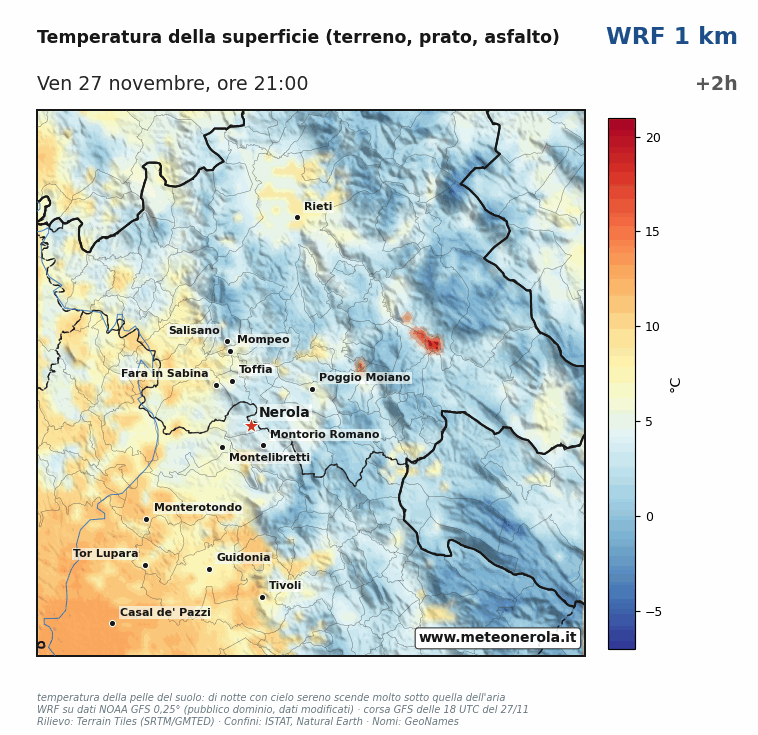 Temperatura della superficie (terreno, prato, asfalto)
WRF 1 km
Ven 27 novembre, ore 21:00
+2h
20
15
10
5
0
−5
°C
Rieti
Salisano
Mompeo
Toffia
Fara in Sabina
Poggio Moiano
Nerola
Montorio Romano
Montelibretti
Monterotondo
Tor Lupara
Guidonia
Tivoli
Casal de' Pazzi
www.meteonerola.it
temperatura della pelle del suolo: di notte con cielo sereno scende molto sotto quella dell'aria
WRF su dati NOAA GFS 0,25° (pubblico dominio, dati modificati) · corsa GFS delle 18 UTC del 27/11
Rilievo: Terrain Tiles (SRTM/GMTED) · Confini: ISTAT, Natural Earth · Nomi: GeoNames